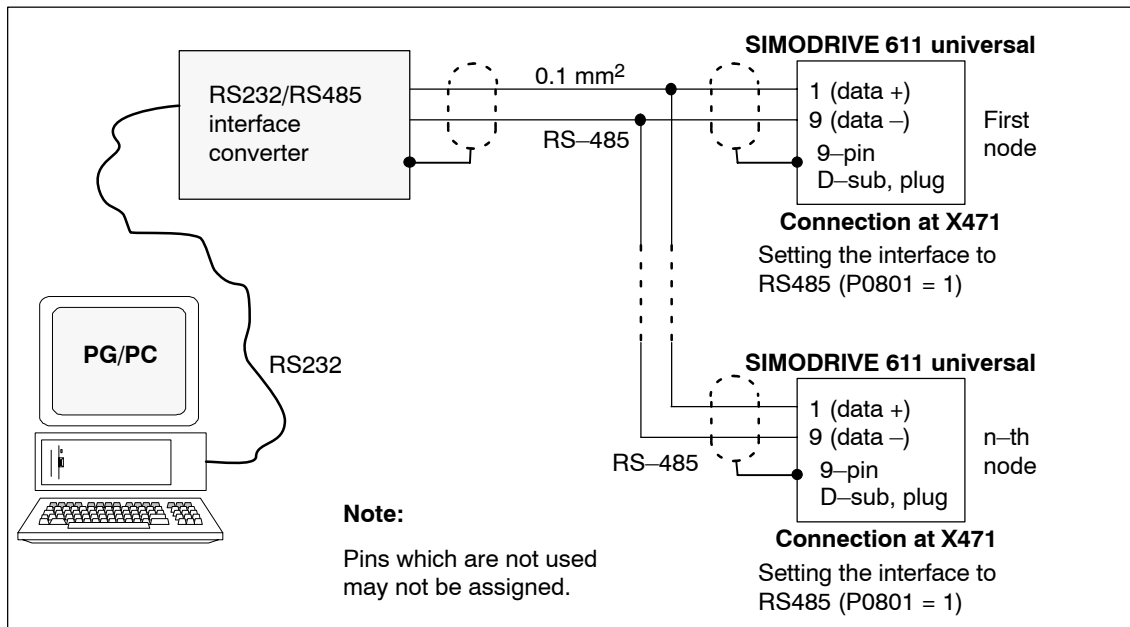 SIMODRIVE 611 universal
RS232/RS485
interface
converter
0.1 mm²
RS–485
1 (data +)
9 (data –)
9–pin
D–sub, plug
First
node
Connection at X471
Setting the interface to
RS485 (P0801 = 1)
PG/PC
RS232
SIMODRIVE 611 universal
1 (data +)
9 (data –)
9–pin
D–sub, plug
n–th
node
RS–485
Connection at X471
Setting the interface to
RS485 (P0801 = 1)
Note:
Pins which are not used
may not be assigned.